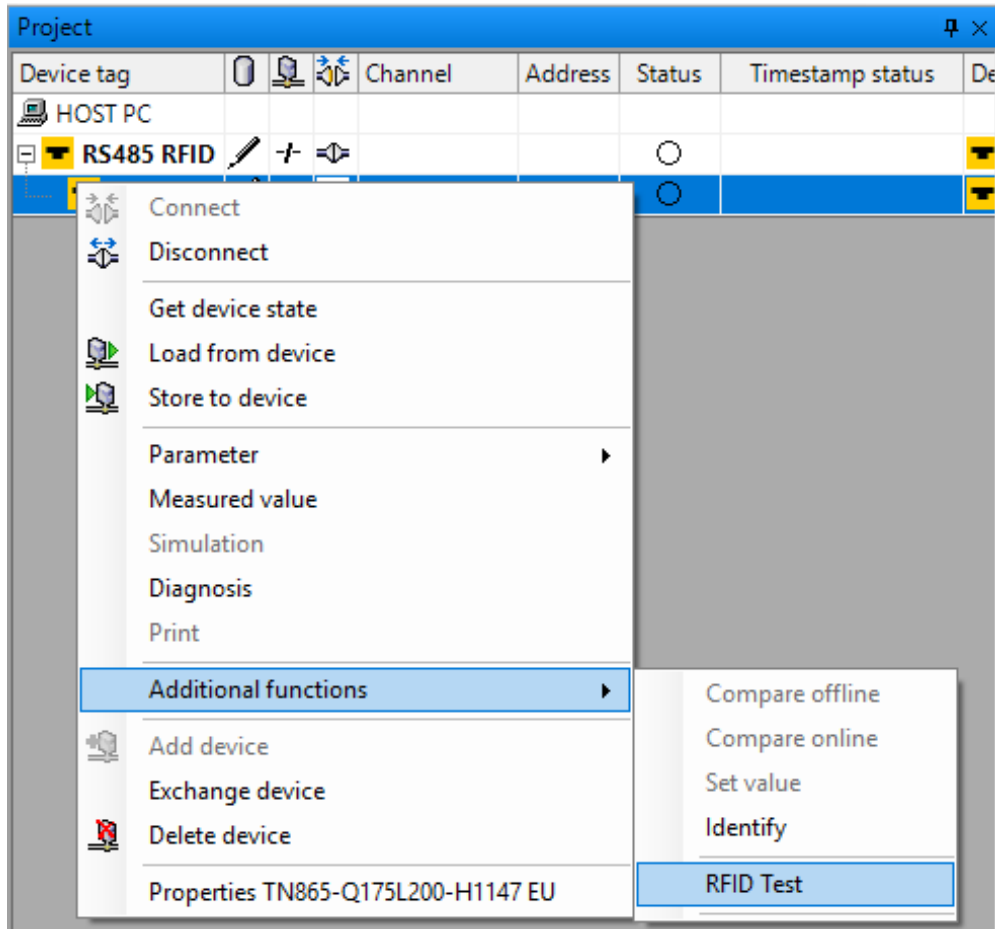 Project
Device tag Channel Address Status Timestamp status De
HOST PC
RS485 RFID
Connect
Disconnect
Get device state
Load from device
Store to device
Parameter
Measured value
Simulation
Diagnosis
Print
Additional functions
Add device
Exchange device
Delete device
Properties TN865-Q175L200-H1147 EU
Compare offline
Compare online
Set value
Identify
RFID Test